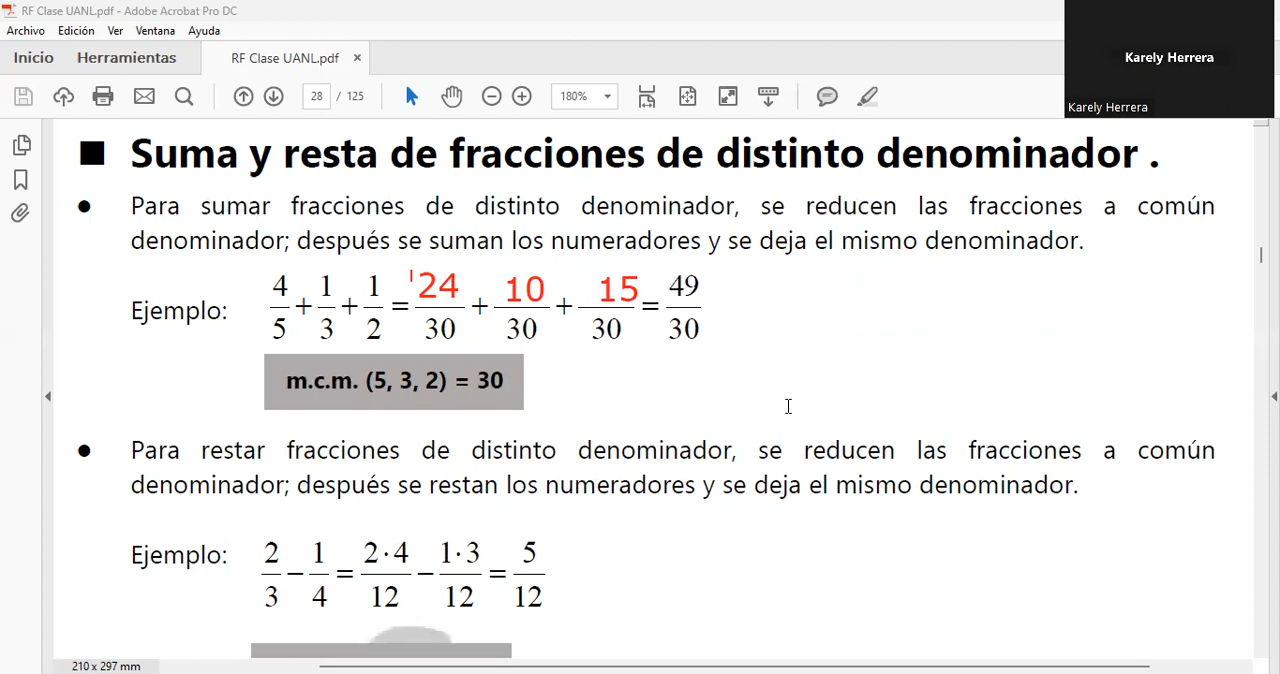 RF Clase UANL.pdf - Adobe Acrobat Pro DC
Archivo Edición Ver Ventana Ayuda
Inicio Herramientas RF Clase UANL.pdf ×
28 / 125 180%
Karely Herrera
Karely Herrera
■ Suma y resta de fracciones de distinto denominador .
● Para sumar fracciones de distinto denominador, se reducen las fracciones a común
denominador; después se suman los numeradores y se deja el mismo denominador.
Ejemplo: 4/5 + 1/3 + 1/2 = '24/30 + 10/30 + 15/30 = 49/30
m.c.m. (5, 3, 2) = 30
● Para restar fracciones de distinto denominador, se reducen las fracciones a común
denominador; después se restan los numeradores y se deja el mismo denominador.
Ejemplo: 2/3 − 1/4 = 2·4/12 − 1·3/12 = 5/12
210 x 297 mm